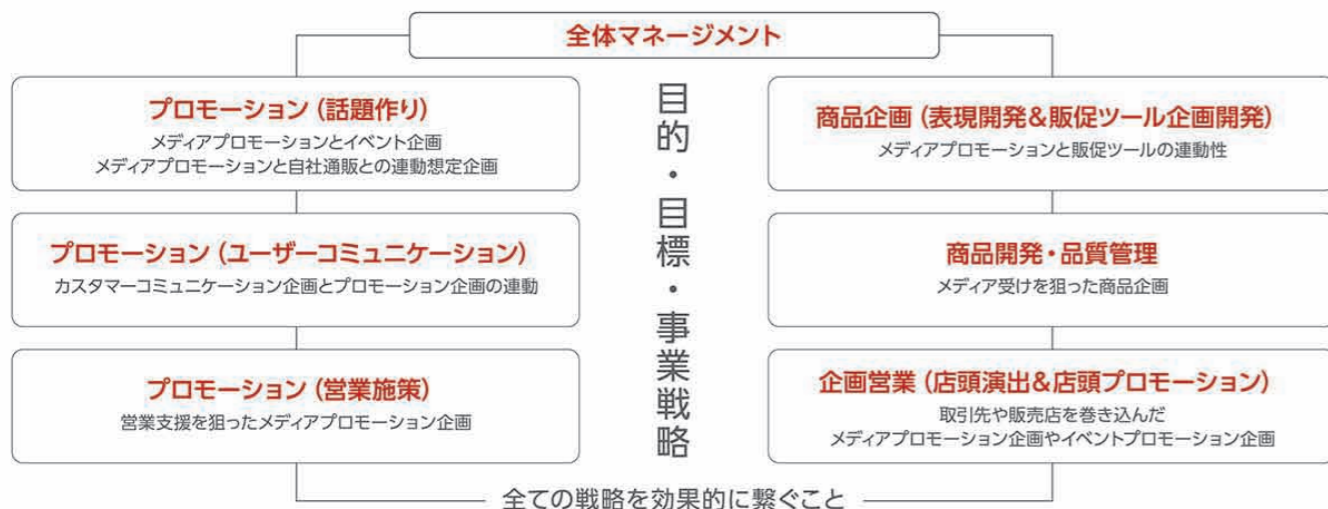 全体マネージメント
プロモーション（話題作り）
メディアプロモーションとイベント企画
メディアプロモーションと自社通販との連動想定企画
プロモーション（ユーザーコミュニケーション）
カスタマーコミュニケーション企画とプロモーション企画の連動
プロモーション（営業施策）
営業支援を狙ったメディアプロモーション企画
目的・目標・事業戦略
商品企画（表現開発＆販促ツール企画開発）
メディアプロモーションと販促ツールの連動性
商品開発・品質管理
メディア受けを狙った商品企画
企画営業（店頭演出＆店頭プロモーション）
取引先や販売店を巻き込んだ
メディアプロモーション企画やイベントプロモーション企画
全ての戦略を効果的に繋ぐこと